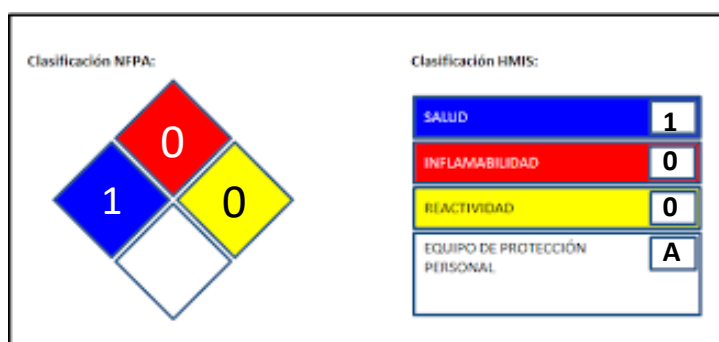 Clasificación NFPA:
0
1
0
Clasificación HMIS:
SALUD 1
INFLAMABILIDAD 0
REACTIVIDAD 0
EQUIPO DE PROTECCIÓN A
PERSONAL